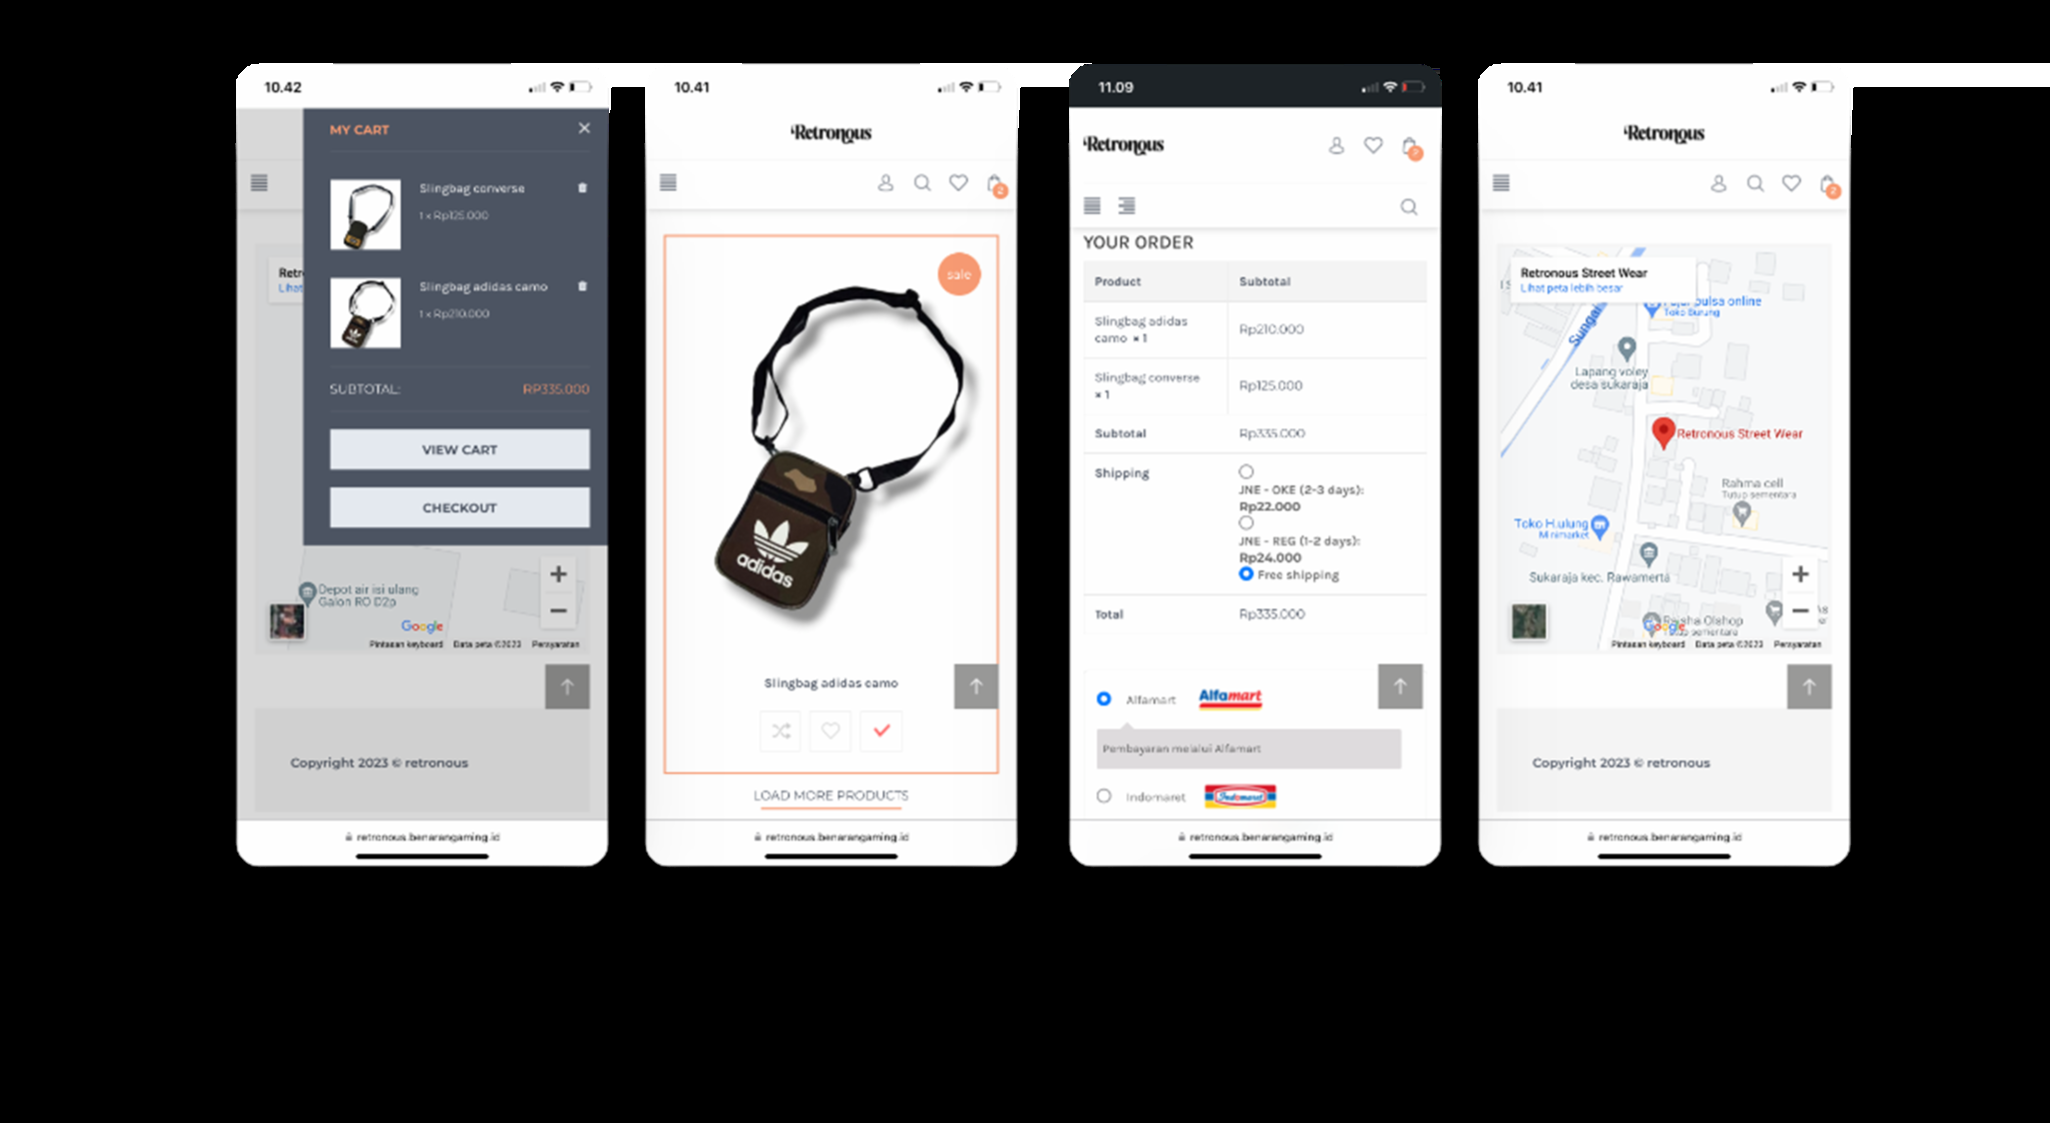 10.42
MY CART
Slingbag converse
1 x Rp125.000
Slingbag adidas camo
1 x Rp210.000
SUBTOTAL:
RP335.000
VIEW CART
CHECKOUT
Retr
Lihat
Depot air isi ulang
Galon RO D2p
Google
Pintasan keyboard Data peta ©2023 Persyaratan
Copyright 2023 © retronous
retronous.benarangaming.id
10.41
Retronous
2
sale
adidas
Slingbag adidas camo
LOAD MORE PRODUCTS
retronous.benarangaming.id
11.09
Retronous
2
YOUR ORDER
Product Subtotal
Slingbag adidas
camo × 1
Rp210.000
Slingbag converse
× 1
Rp125.000
Subtotal Rp335.000
Shipping
JNE - OKE (2-3 days):
Rp22.000
JNE - REG (1-2 days):
Rp24.000
Free shipping
Total Rp335.000
Alfamart Alfamart
Pembayaran melalui Alfamart
Indomaret Indomaret
retronous.benarangaming.id
10.41
Retronous
2
Retronous Street Wear
Lihat peta lebih besar
pulsa online
Toko Burung
Sungai
Lapang voley
desa sukaraja
Retronous Street Wear
Rahma cell
Tutup sementara
Toko H.ulung
Minimarket
Sukaraja kec. Rawamerta
Olshop
sementara
Google
Pintasan keyboard Data peta ©2023 Persyaratan
Copyright 2023 © retronous
retronous.benarangaming.id